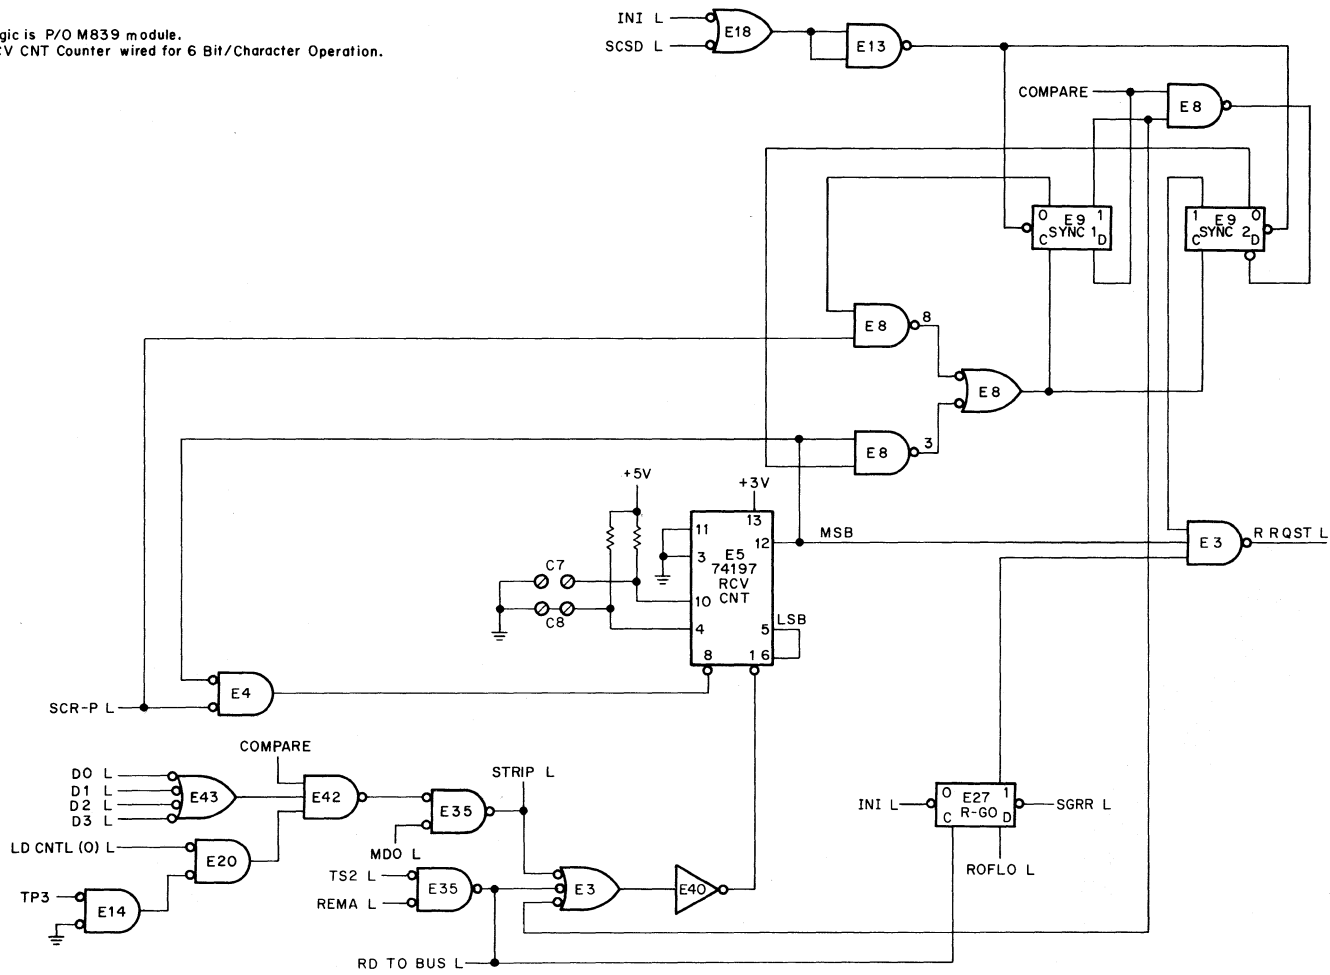 gic is P/O M839 module.
CV CNT Counter wired for 6 Bit/Character Operation.
INI L
SCSD L
E18
E13
COMPARE
E8
0 E9 1
SYNC 1
C D
1 E9 0
SYNC 2
C D
E8
8
E8
E8
3
+5V
+3V
13
11
12
MSB
E3
R RQST L
3
E5
74197
RCV
CNT
C7
10
C8
4
LSB
5
8
1 6
E4
SCR-P L
COMPARE
STRIP L
D0 L
D1 L
D2 L
D3 L
E43
E42
E35
MD0 L
0 E27 1
R-GO
C D
INI L
SGRR L
ROFLO L
LD CNTL (0) L
E20
TS2 L
REMA L
E35
E3
E40
TP3
E14
RD TO BUS L